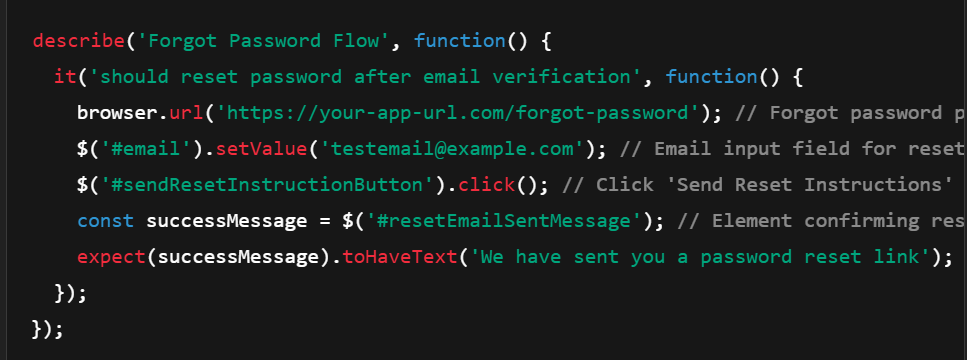 describe('Forgot Password Flow', function() {
it('should reset password after email verification', function() {
browser.url('https://your-app-url.com/forgot-password'); // Forgot password
$('#email').setValue('testemail@example.com'); // Email input field for reset
$('#sendResetInstructionButton').click(); // Click 'Send Reset Instructions'
const successMessage = $('#resetEmailSentMessage'); // Element confirming res
expect(successMessage).toHaveText('We have sent you a password reset link');
});
});